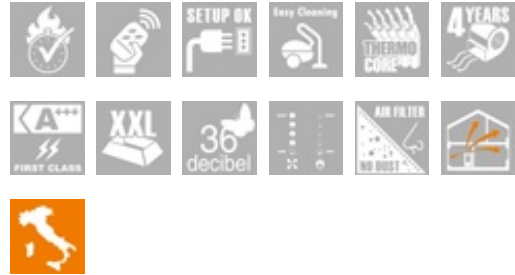 SETUP OK
Easy Cleaning
THERMO
CORE
4 YEARS
A+++
FIRST CLASS
XXL
36
decibel
AIR FILTER
NO DUST